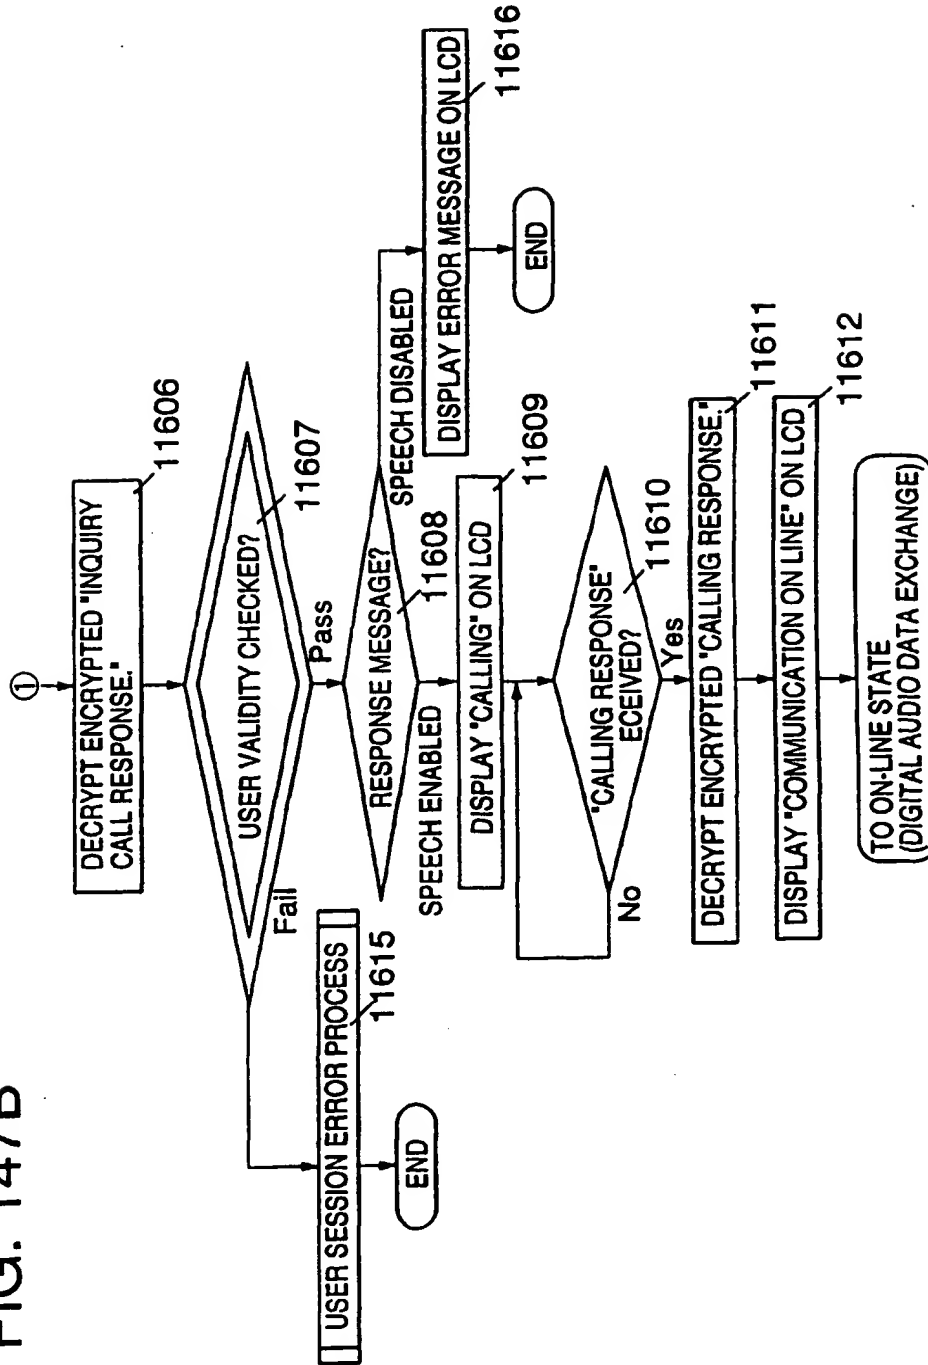 FIG. 147B
①
DECRYPT ENCRYPTED "INQUIRY
CALL RESPONSE."
11606
USER VALIDITY CHECKED?
11607
Fail
Pass
USER SESSION ERROR PROCESS
11615
END
RESPONSE MESSAGE?
11608
SPEECH DISABLED
DISPLAY ERROR MESSAGE ON LCD
11616
END
SPEECH ENABLED
DISPLAY "CALLING" ON LCD
11609
"CALLING RESPONSE"
ECEIVED?
11610
No
Yes
DECRYPT ENCRYPTED "CALLING RESPONSE."
11611
DISPLAY "COMMUNICATION ON LINE" ON LCD
11612
TO ON-LINE STATE
(DIGITAL AUDIO DATA EXCHANGE)